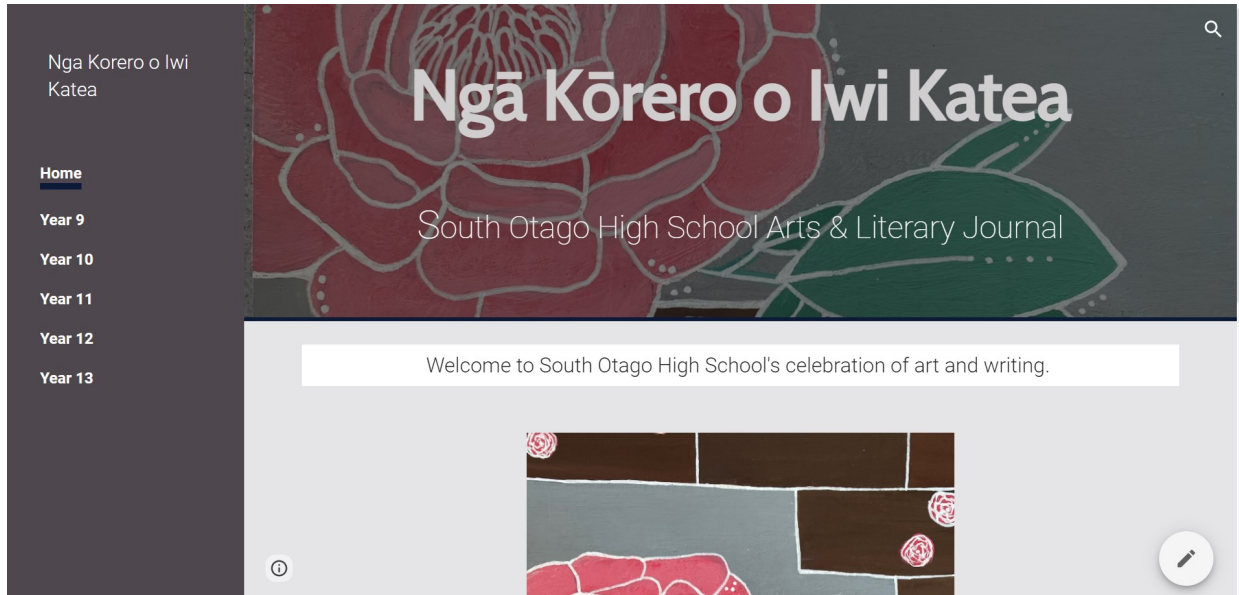 Nga Korero o Iwi
Katea
Home
Year 9
Year 10
Year 11
Year 12
Year 13
Ngā Kōrero o Iwi Katea
South Otago High School Arts & Literary Journal
Welcome to South Otago High School's celebration of art and writing.